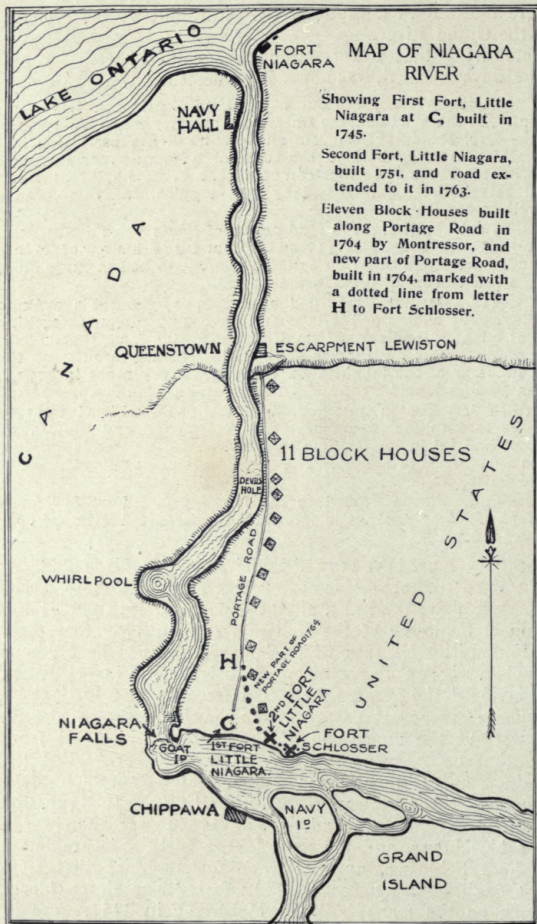 MAP OF NIAGARA
RIVER
Showing First Fort, Little
Niagara at C, built in
1745.
Second Fort, Little Niagara,
built 1751, and road ex-
tended to it in 1763.
Eleven Block Houses built
along Portage Road in
1764 by Montressor, and
new part of Portage Road,
built in 1764, marked with
a dotted line from letter
H to Fort Schlosser.
LAKE ONTARIO
FORT
NIAGARA
NAVY
HALL
CANADA
QUEENSTOWN
ESCARPMENT LEWISTON
11 BLOCK HOUSES
UNITED STATES
DEVILS
HOLE
PORTAGE ROAD
WHIRLPOOL
H
NEW PART OF
PORTAGE ROAD 1764
2ND FORT
LITTLE
NIAGARA
C
NIAGARA
FALLS
GOAT
ID
1ST FORT
LITTLE
NIAGARA.
FORT
SCHLOSSER
CHIPPAWA
NAVY
ID
GRAND
ISLAND